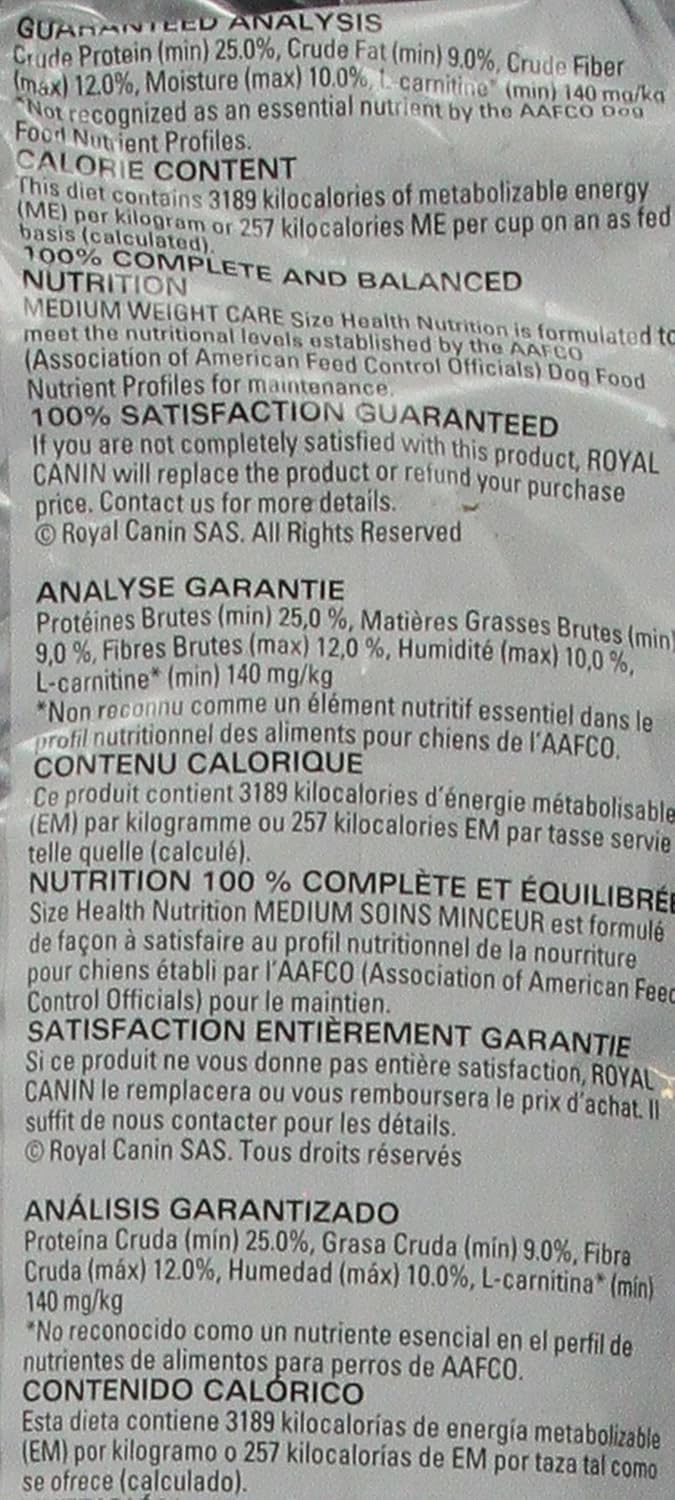 GUARANTEED ANALYSIS
Crude Protein (min) 25.0%, Crude Fat (min) 9.0%, Crude Fiber
(max) 12.0%, Moisture (max) 10.0%, L-carnitine* (min) 140 mg/kg
*Not recognized as an essential nutrient by the AAFCO Dog
Food Nutrient Profiles.
CALORIE CONTENT
This diet contains 3189 kilocalories of metabolizable energy
(ME) per kilogram or 257 kilocalories ME per cup on an as fed
basis (calculated).
100% COMPLETE AND BALANCED
NUTRITION
MEDIUM WEIGHT CARE Size Health Nutrition is formulated to
meet the nutritional levels established by the AAFCO
(Association of American Feed Control Officials) Dog Food
Nutrient Profiles for maintenance.
100% SATISFACTION GUARANTEED
If you are not completely satisfied with this product, ROYAL
CANIN will replace the product or refund your purchase
price. Contact us for more details.
© Royal Canin SAS. All Rights Reserved
ANALYSE GARANTIE
Protéines Brutes (min) 25,0 %, Matières Grasses Brutes (min)
9,0 %, Fibres Brutes (max) 12,0 %, Humidité (max) 10,0 %,
L-carnitine* (min) 140 mg/kg
*Non reconnu comme un élément nutritif essentiel dans le
profil nutritionnel des aliments pour chiens de l'AAFCO.
CONTENU CALORIQUE
Ce produit contient 3189 kilocalories d'énergie métabolisable
(EM) par kilogramme ou 257 kilocalories EM par tasse servie
telle quelle (calculé).
NUTRITION 100 % COMPLÈTE ET ÉQUILIBRÉE
Size Health Nutrition MEDIUM SOINS MINCEUR est formulé
de façon à satisfaire au profil nutritionnel de la nourriture
pour chiens établi par l'AAFCO (Association of American Feed
Control Officials) pour le maintien.
SATISFACTION ENTIÈREMENT GARANTIE
Si ce produit ne vous donne pas entière satisfaction, ROYAL
CANIN le remplacera ou vous remboursera le prix d'achat. Il
suffit de nous contacter pour les détails.
© Royal Canin SAS. Tous droits réservés
ANÁLISIS GARANTIZADO
Proteína Cruda (mín) 25.0%, Grasa Cruda (mín) 9.0%, Fibra
Cruda (máx) 12.0%, Humedad (máx) 10.0%, L-carnitina* (mín)
140 mg/kg
*No reconocido como un nutriente esencial en el perfil de
nutrientes de alimentos para perros de AAFCO.
CONTENIDO CALÓRICO
Esta dieta contiene 3189 kilocalorías de energía metabolizable
(EM) por kilogramo o 257 kilocalorías de EM por taza tal como
se ofrece (calculado).